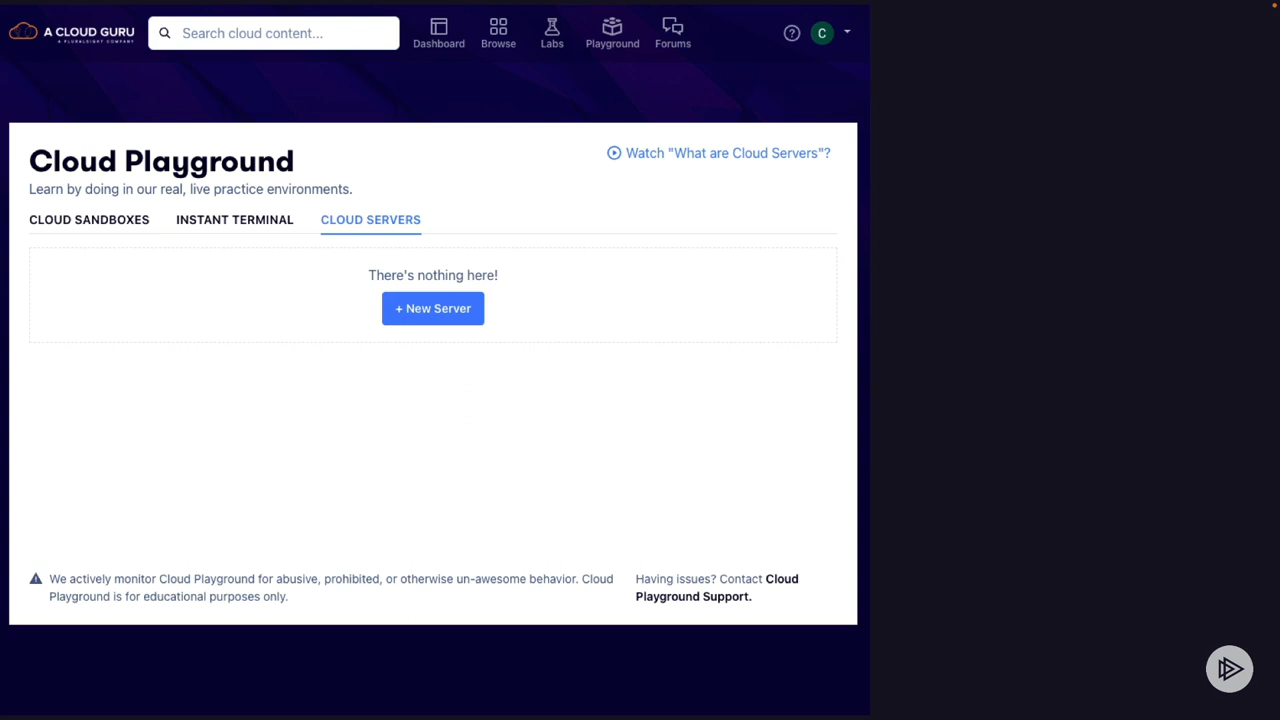 A CLOUD GURU
A PLURALSIGHT COMPANY
Search cloud content...
Dashboard
Browse
Labs
Playground
Forums
?
C
Cloud Playground
Watch "What are Cloud Servers"?
Learn by doing in our real, live practice environments.
CLOUD SANDBOXES
INSTANT TERMINAL
CLOUD SERVERS
There's nothing here!
+ New Server
We actively monitor Cloud Playground for abusive, prohibited, or otherwise un-awesome behavior. Cloud
Playground is for educational purposes only.
Having issues? Contact Cloud
Playground Support.